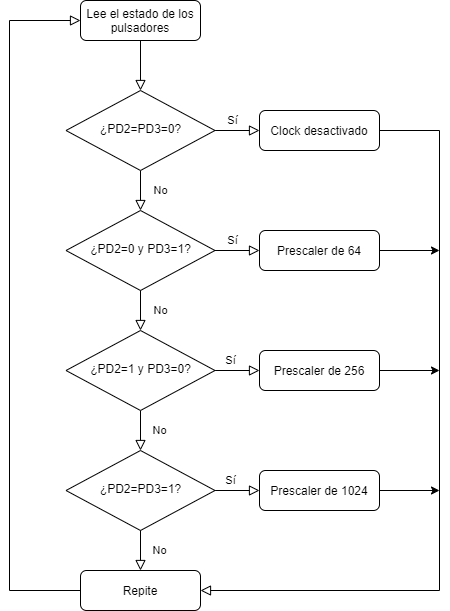 Lee el estado de los
pulsadores
¿PD2=PD3=0?
Sí
Clock desactivado
No
¿PD2=0 y PD3=1?
Sí
Prescaler de 64
No
¿PD2=1 y PD3=0?
Sí
Prescaler de 256
No
¿PD2=PD3=1?
Sí
Prescaler de 1024
No
Repite